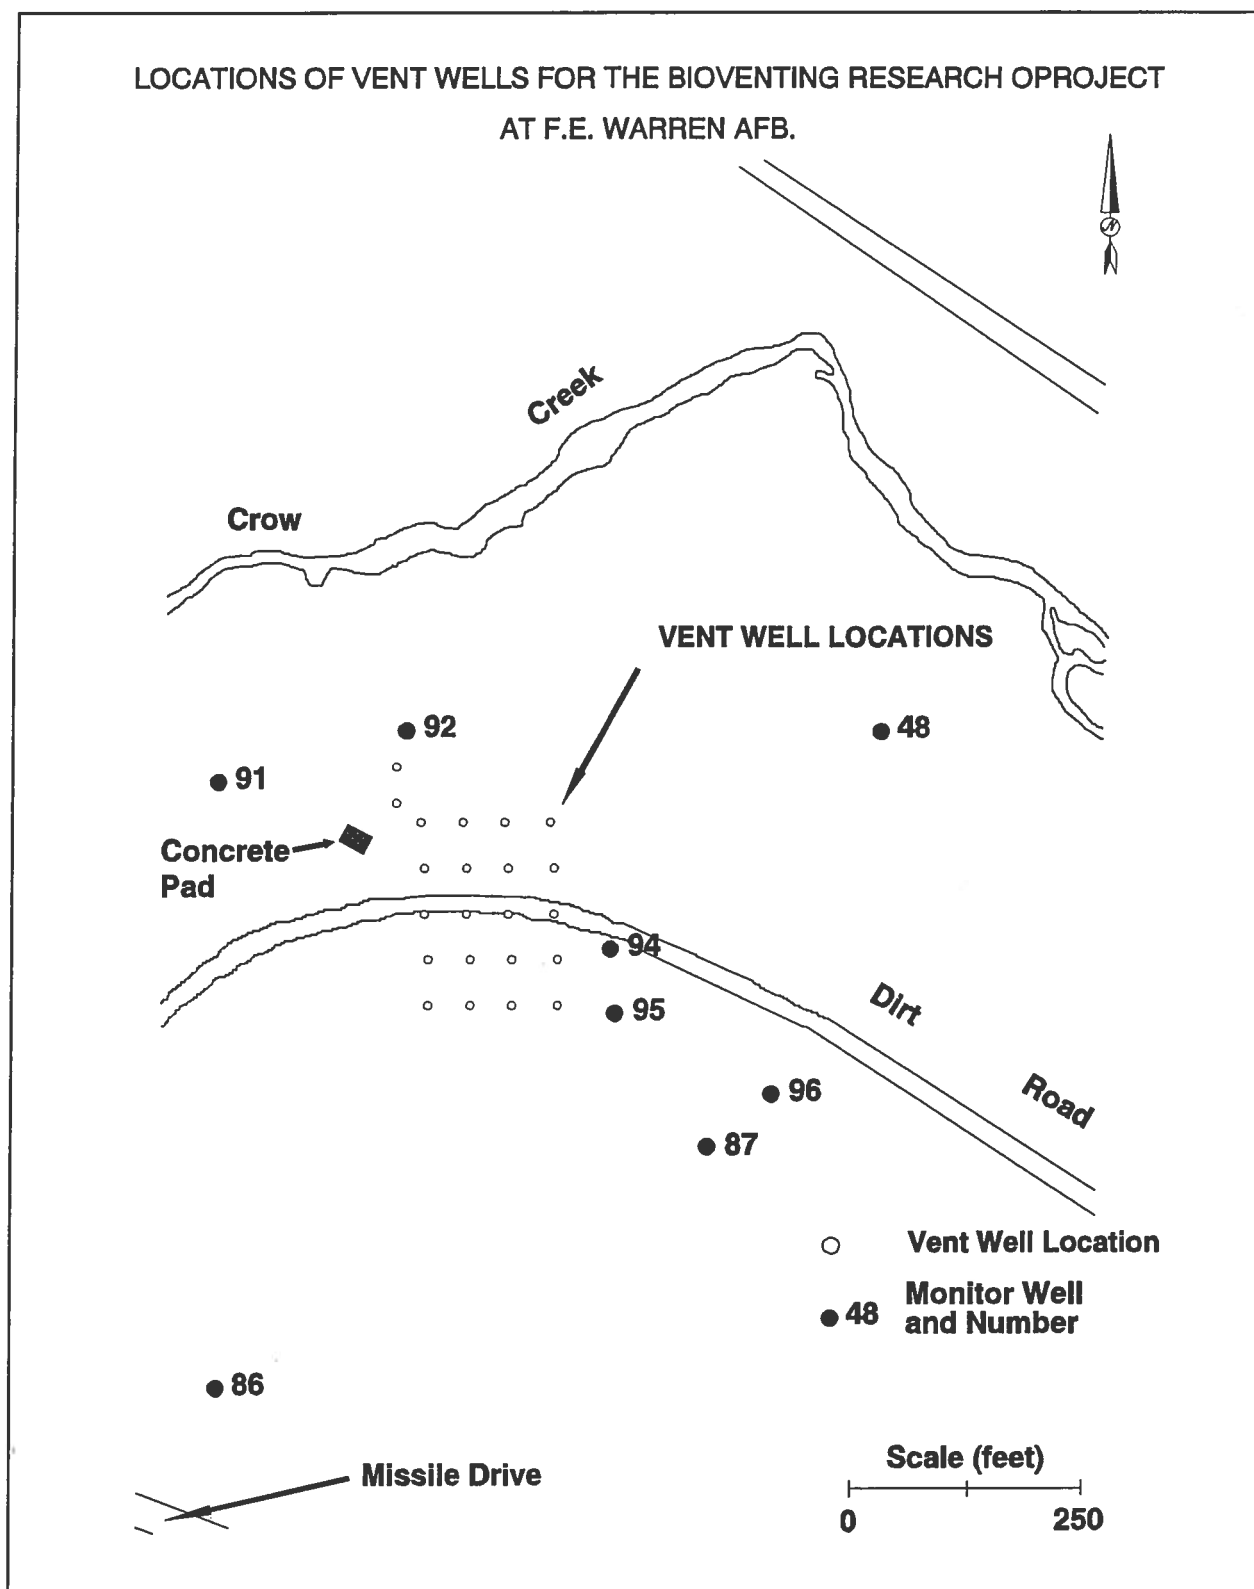 LOCATIONS OF VENT WELLS FOR THE BIOVENTING RESEARCH OPROJECT
AT F.E. WARREN AFB.
N
Creek
Crow
VENT WELL LOCATIONS
92
48
91
Concrete
Pad
94
95
Dirt
Road
96
87
Vent Well Location
48 Monitor Well
and Number
86
Scale (feet)
Missile Drive
0 250